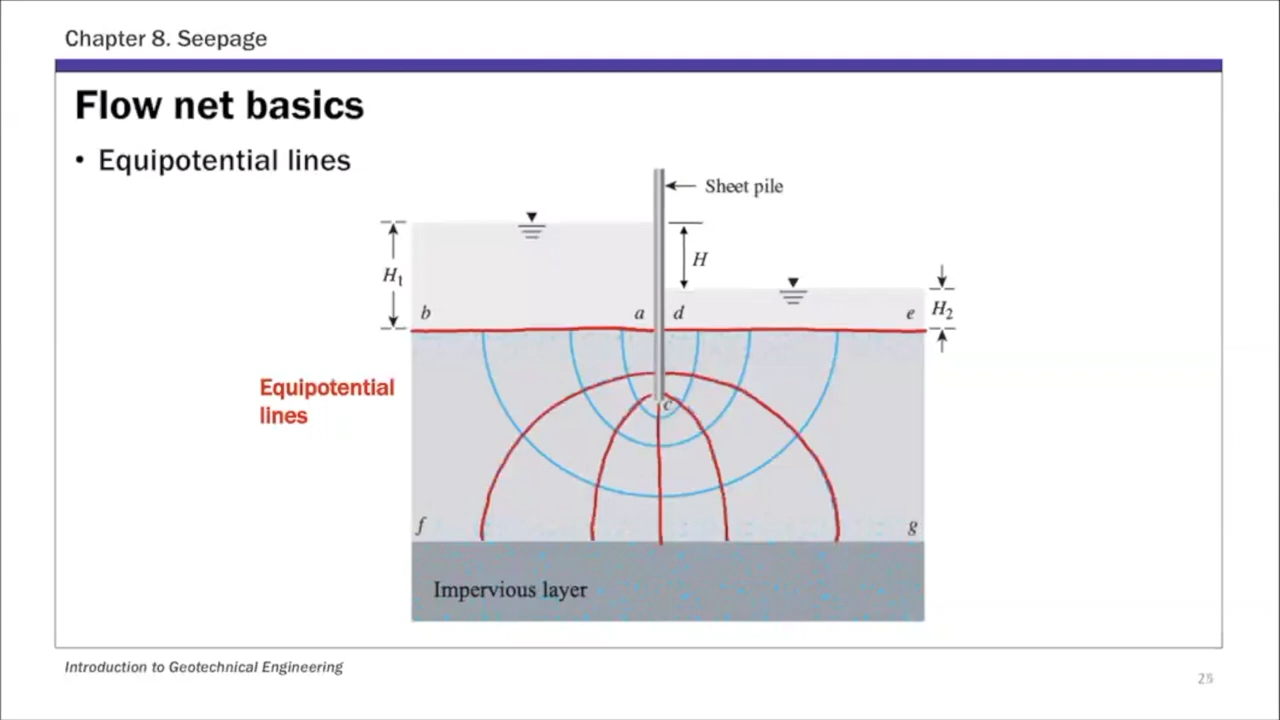 Chapter 8. Seepage
Flow net basics
• Equipotential lines
Sheet pile
H₁
H
b
a
d
e
H₂
Equipotential
lines
c
f
g
Impervious layer
Introduction to Geotechnical Engineering